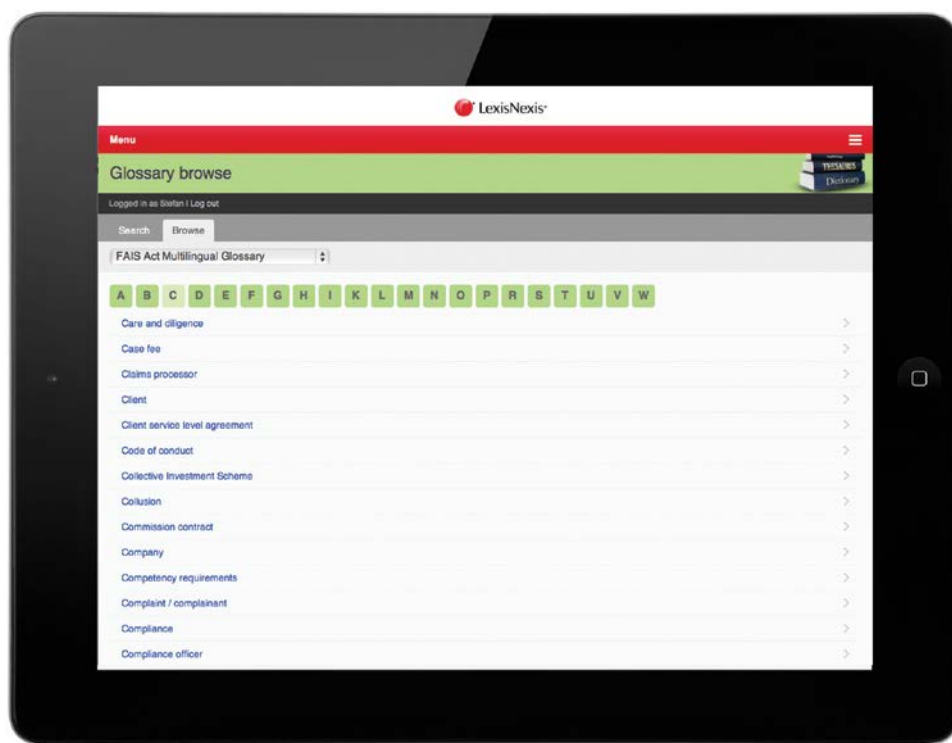 LexisNexis
Menu
Glossary browse
THESAURUS
Dictionary
Logged in as Stefan | Log out
Search Browse
FAIS Act Multilingual Glossary
A B C D E F G H I K L M N O P R S T U V W
Care and diligence
Case fee
Claims processor
Client
Client service level agreement
Code of conduct
Collective Investment Scheme
Collusion
Commission contract
Company
Competency requirements
Complaint / complainant
Compliance
Compliance officer